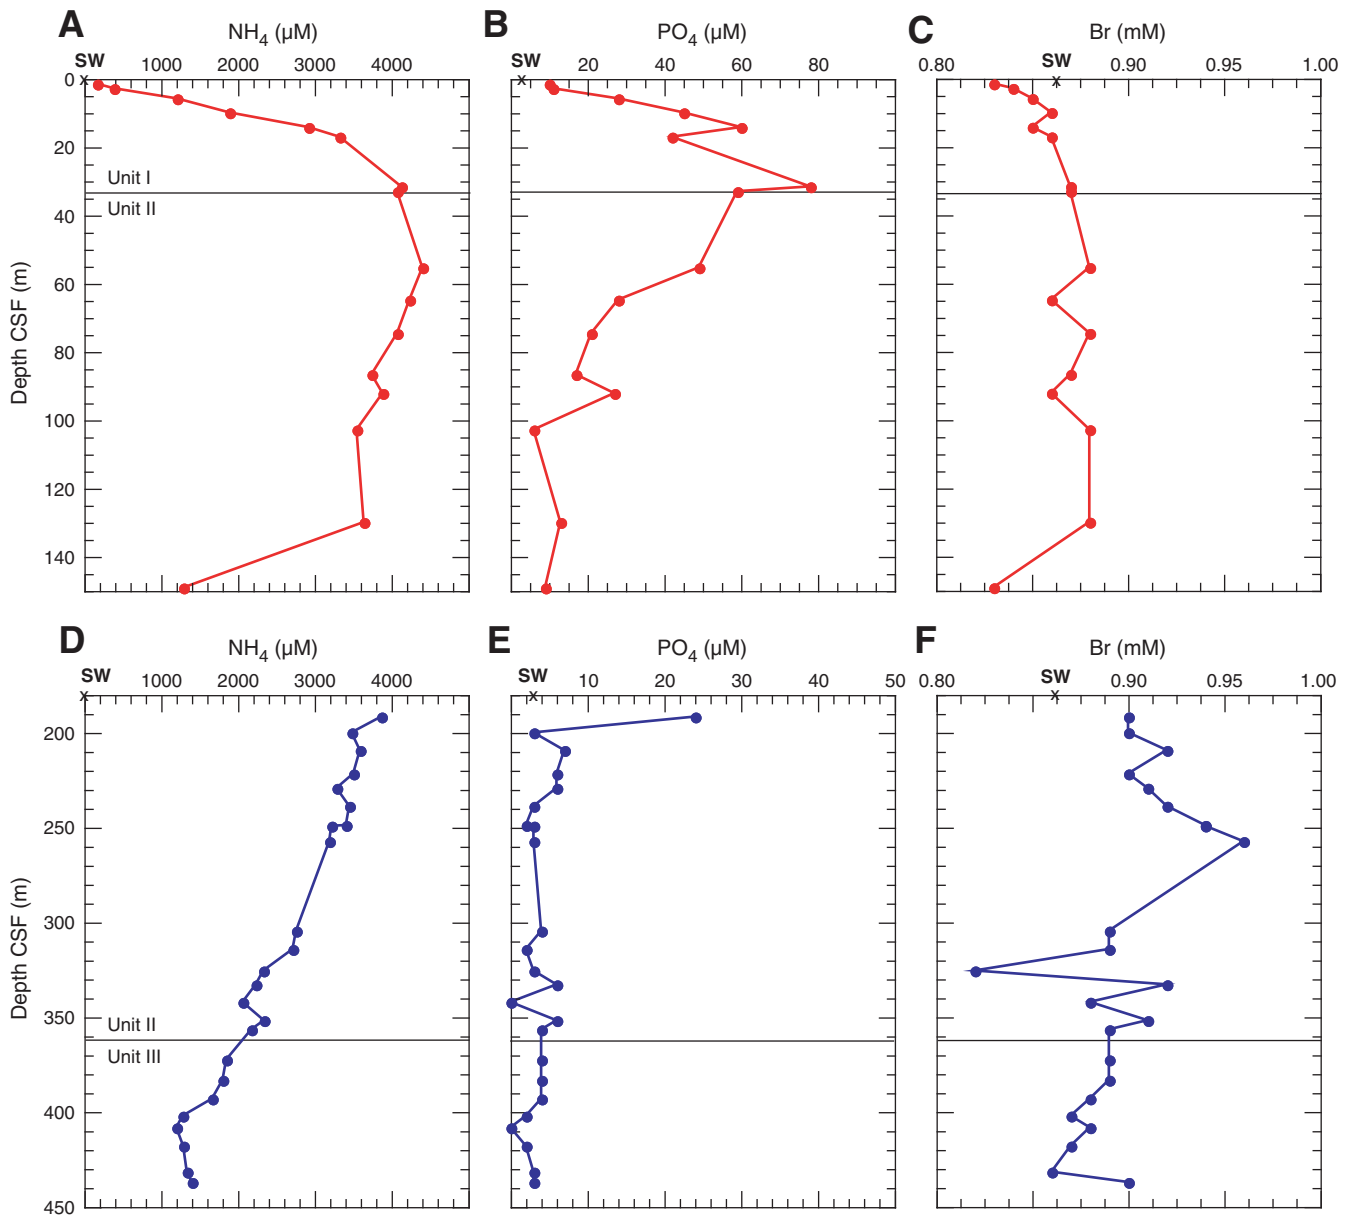 A NH4 (µM) B PO4 (µM) C Br (mM)
SW 1000 2000 3000 4000 SW 20 40 60 80 0.80 SW 0.90 0.95 1.00
x x x
0
20
Unit I
Unit II
40
60
80
100
120
140
Depth CSF (m)
D NH4 (µM) E PO4 (µM) F Br (mM)
SW 1000 2000 3000 4000 SW 10 20 30 40 50 0.80 SW 0.90 0.95 1.00
x x x
200
250
300
350
Unit II
Unit III
400
450
Depth CSF (m)